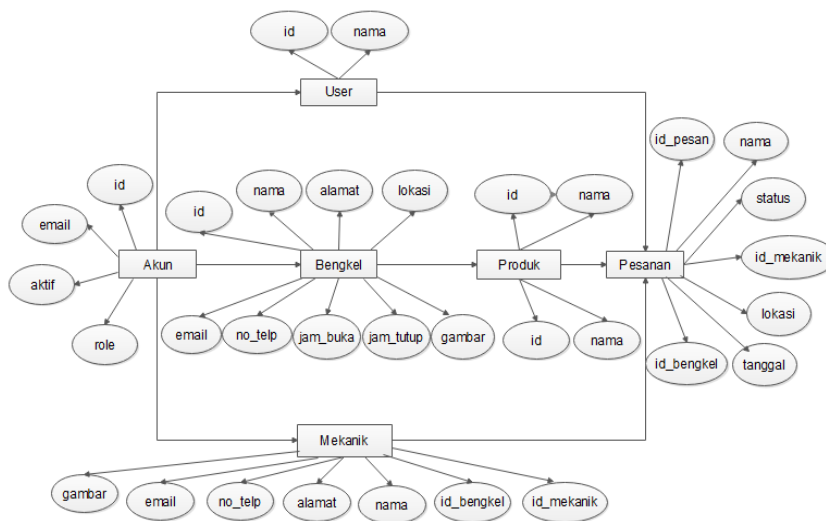 id
nama
User
id_pesan
nama
id
nama
alamat
lokasi
id
nama
status
email
id
Akun
Bengkel
Produk
Pesanan
id_mekanik
aktif
role
email
no_telp
jam_buka
jam_tutup
gambar
id
nama
lokasi
id_bengkel
tanggal
Mekanik
gambar
email
no_telp
alamat
nama
id_bengkel
id_mekanik